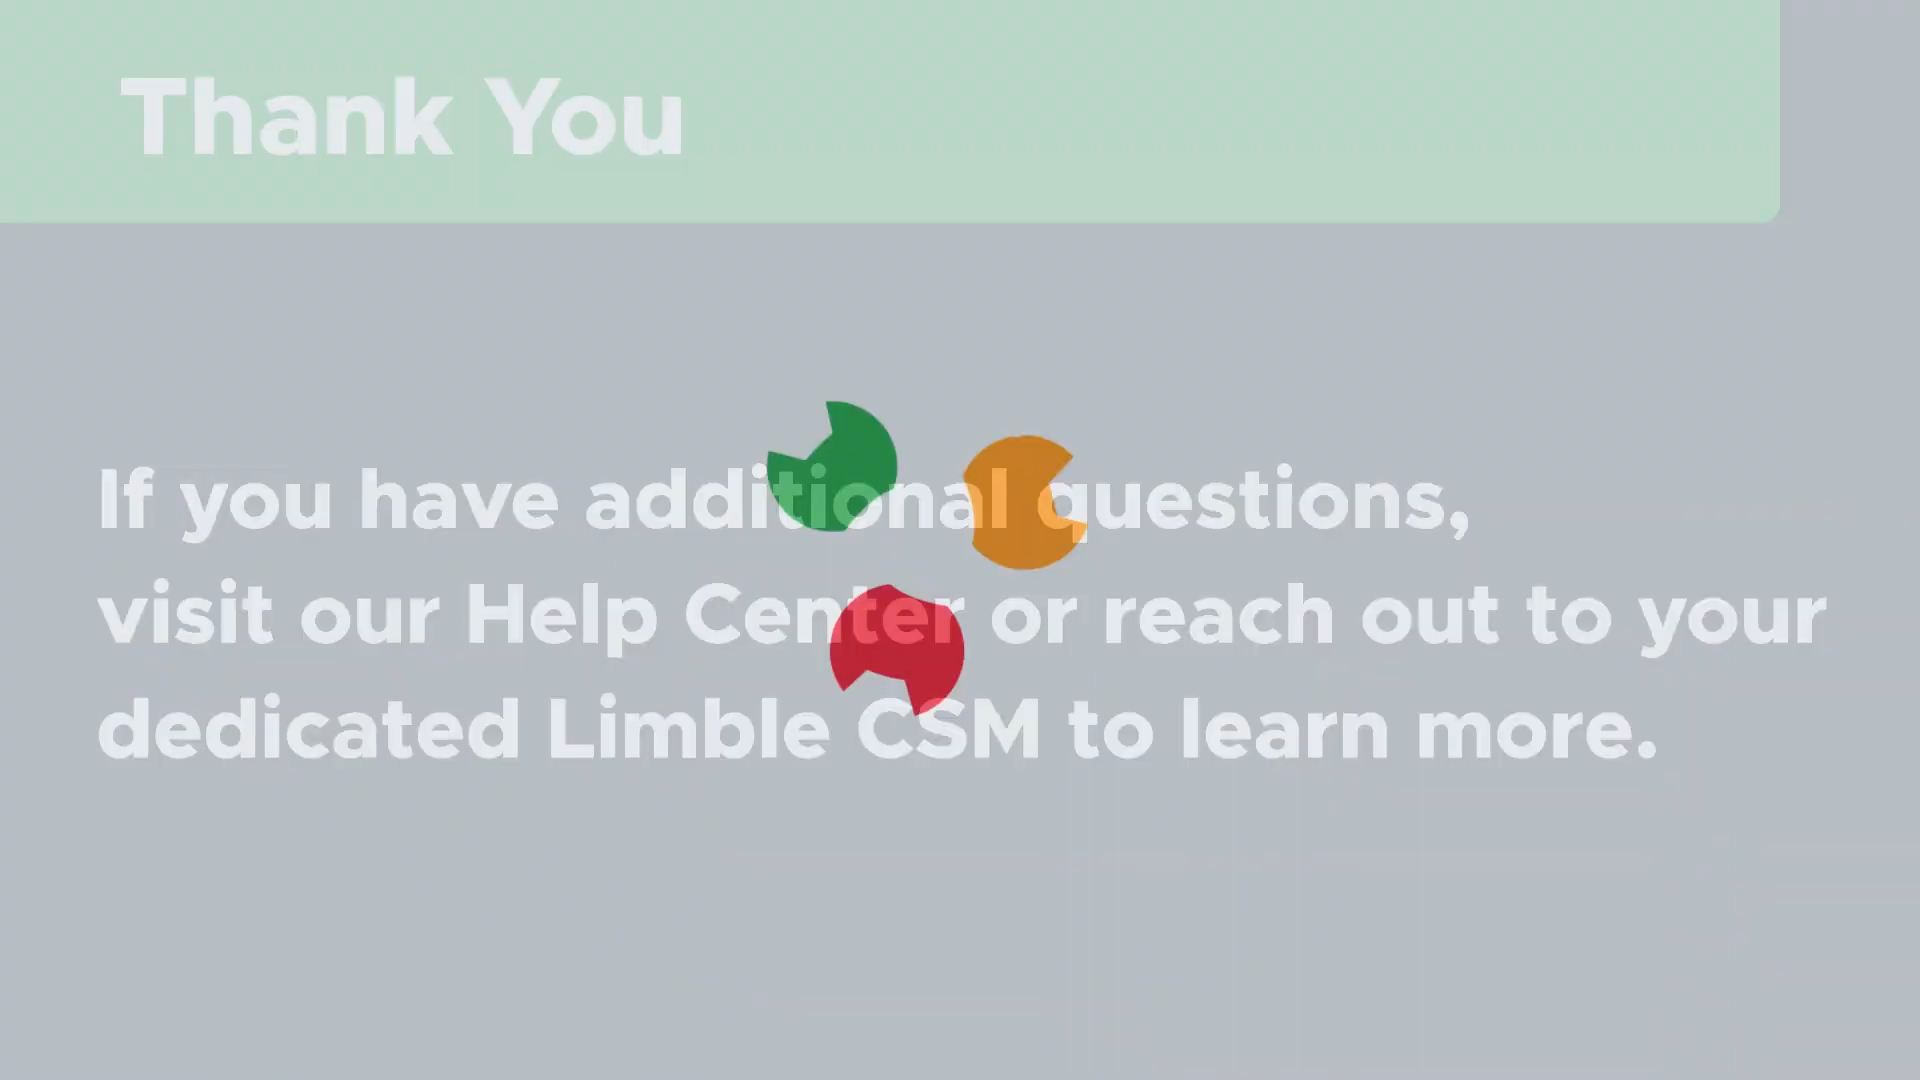 Thank You
If you have additional questions,
visit our Help Center or reach out to your
dedicated Limble CSM to learn more.